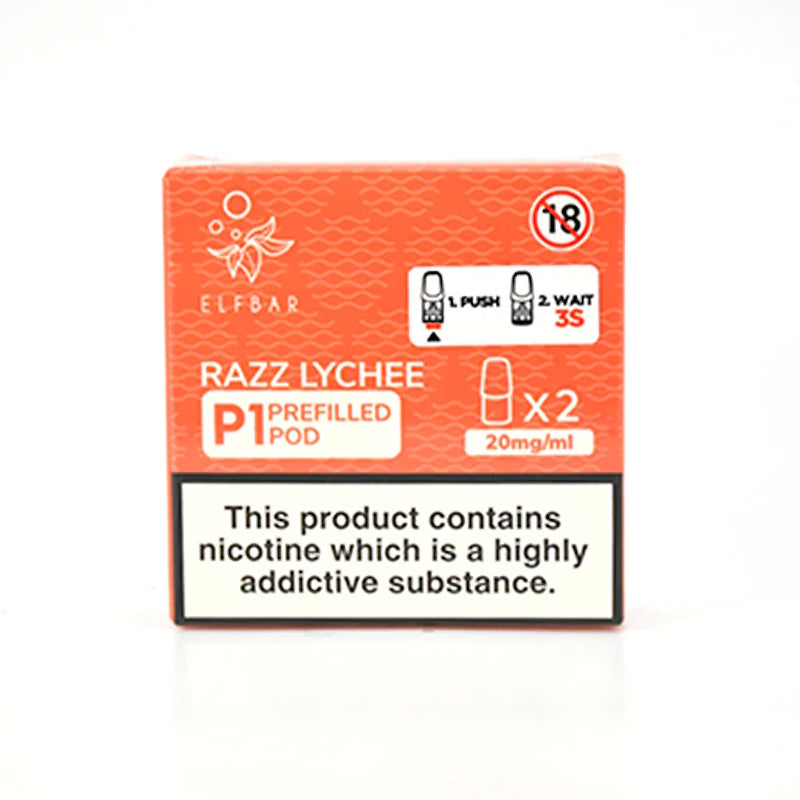 ELFBAR
18
1. PUSH
2. WAIT
3S
RAZZ LYCHEE
P1 PREFILLED
POD
X2
20mg/ml
This product contains
nicotine which is a highly
addictive substance.